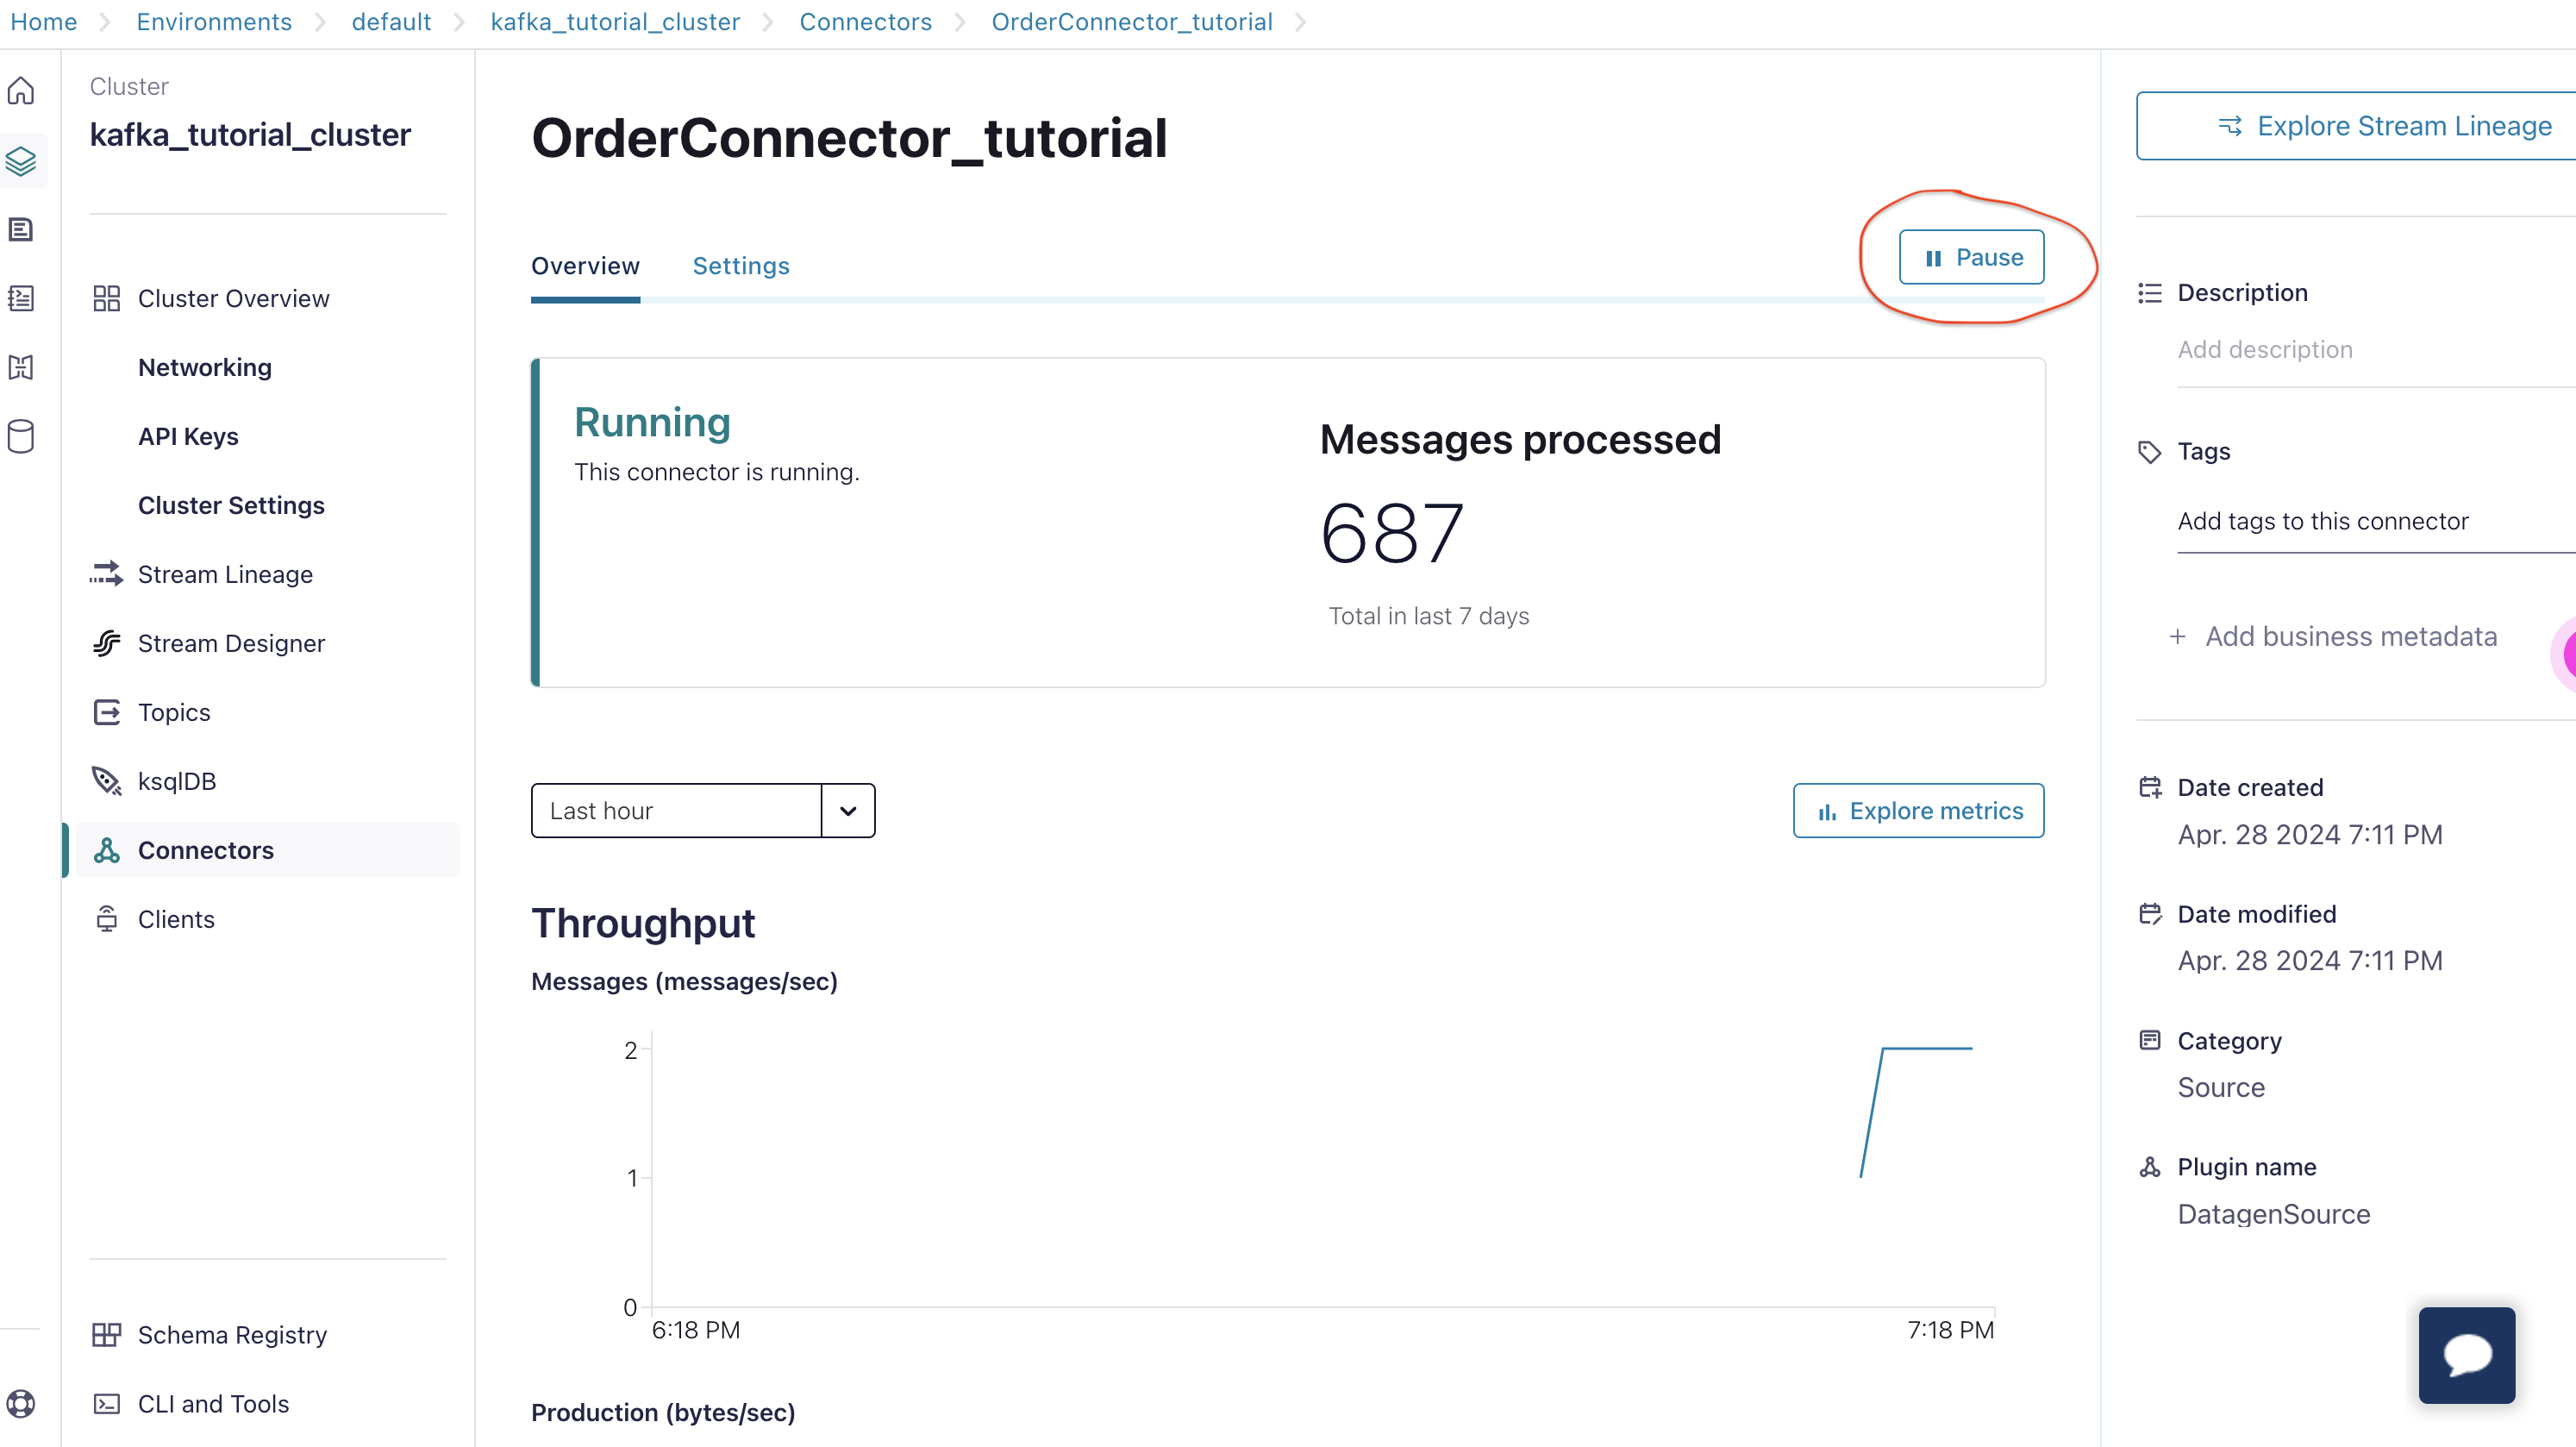 Home Environments default kafka_tutorial_cluster Connectors OrderConnector_tutorial
Cluster
kafka_tutorial_cluster
Cluster Overview
Networking
API Keys
Cluster Settings
Stream Lineage
Stream Designer
Topics
ksqlDB
Connectors
Clients
Schema Registry
CLI and Tools
OrderConnector_tutorial
Overview Settings
Pause
Running
This connector is running.
Messages processed
687
Total in last 7 days
Last hour
Explore metrics
Throughput
Messages (messages/sec)
2
1
0
6:18 PM 7:18 PM
Production (bytes/sec)
Explore Stream Lineage
Description
Add description
Tags
Add tags to this connector
+ Add business metadata
Date created
Apr. 28 2024 7:11 PM
Date modified
Apr. 28 2024 7:11 PM
Category
Source
Plugin name
DatagenSource